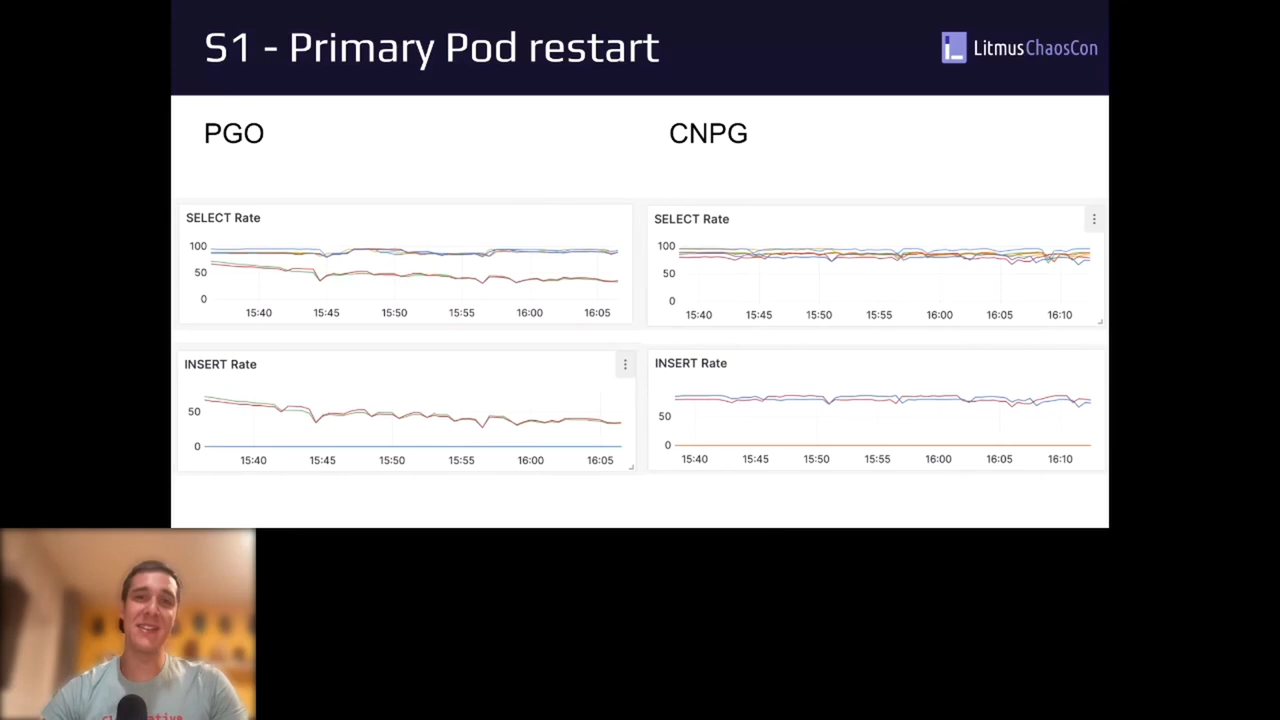 S1 - Primary Pod restart
LitmusChaosCon
PGO
CNPG
SELECT Rate
100
50
0
15:40 15:45 15:50 15:55 16:00 16:05
SELECT Rate
100
50
0
15:40 15:45 15:50 15:55 16:00 16:05 16:10
INSERT Rate
50
0
15:40 15:45 15:50 15:55 16:00 16:05
INSERT Rate
50
0
15:40 15:45 15:50 15:55 16:00 16:05 16:10